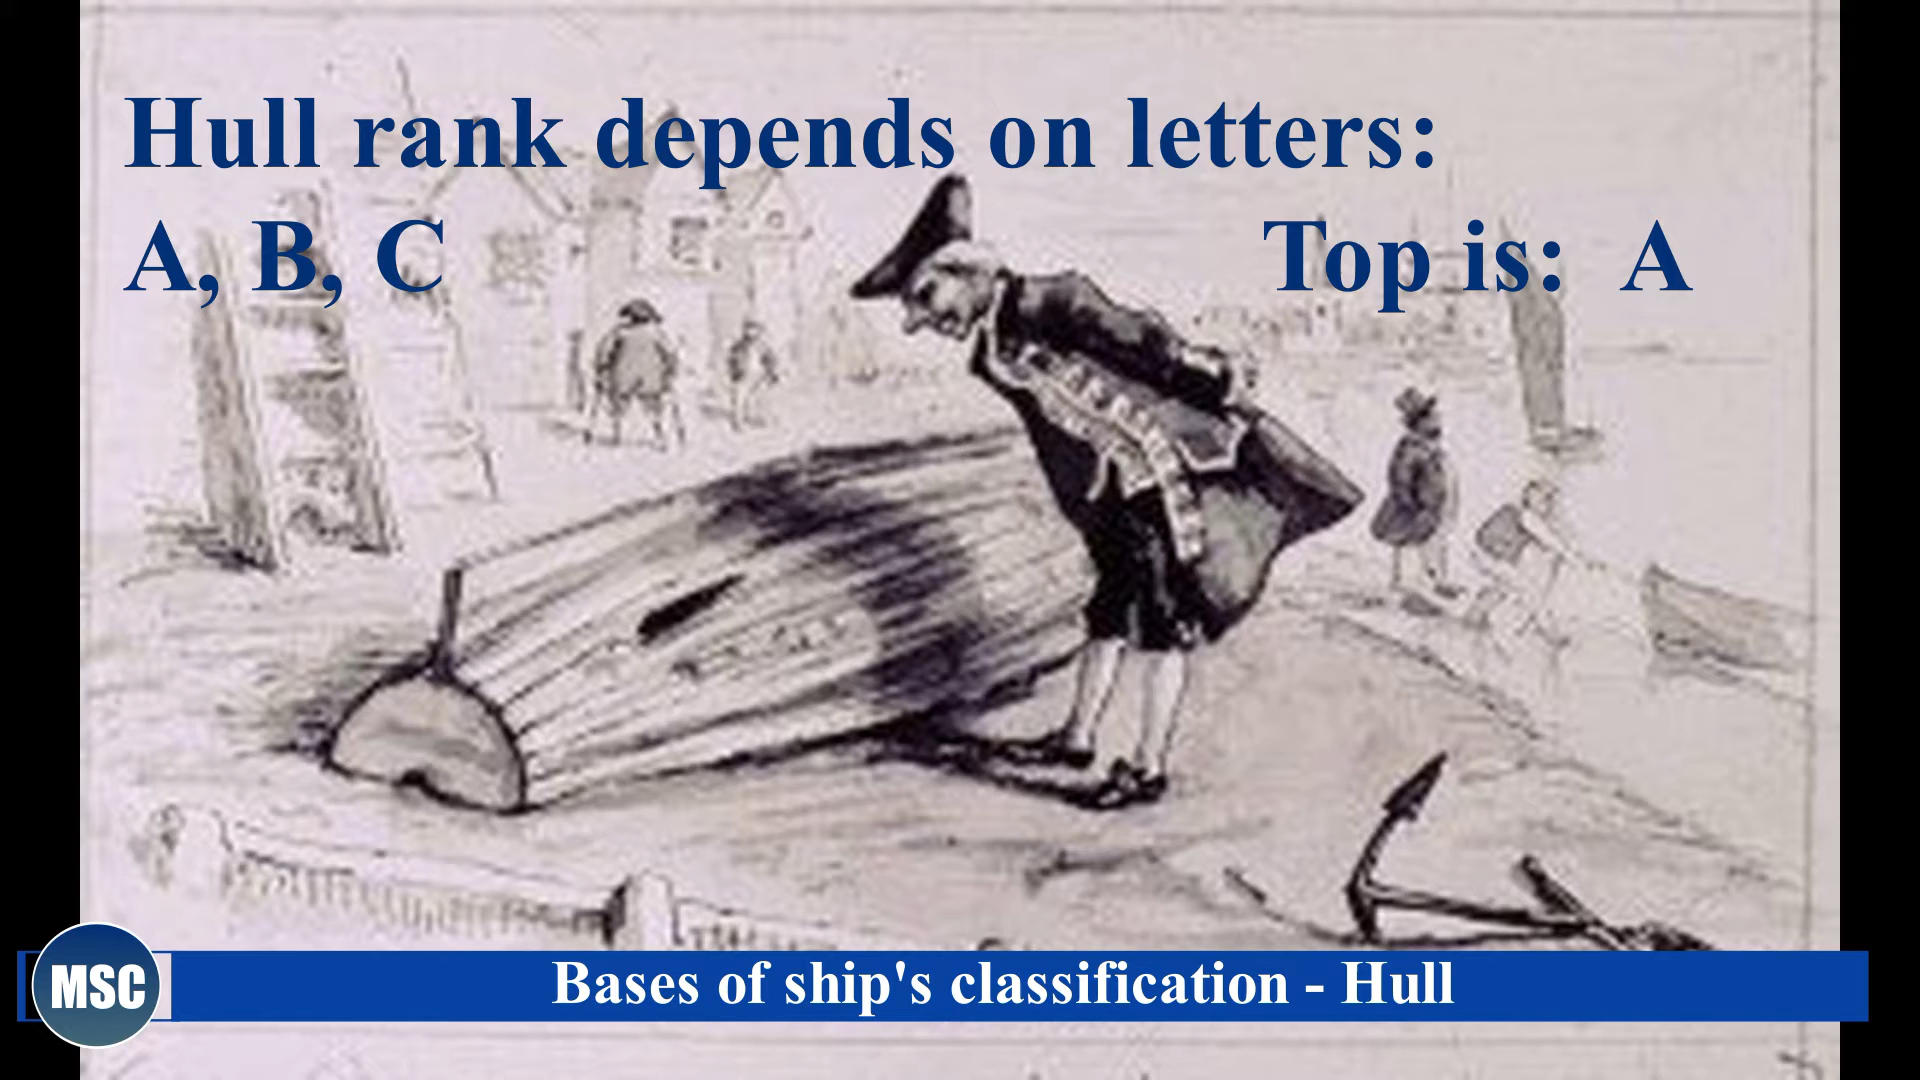 Hull rank depends on letters:
A, B, C Top is: A
MSC
Bases of ship's classification - Hull